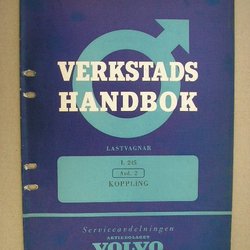 VERKSTADS
HANDBOK
LASTVAGNAR
L 245
Avd. 2
KOPPLING
Serviceavdelningen
AKTIEBOLAGET
VOLVO